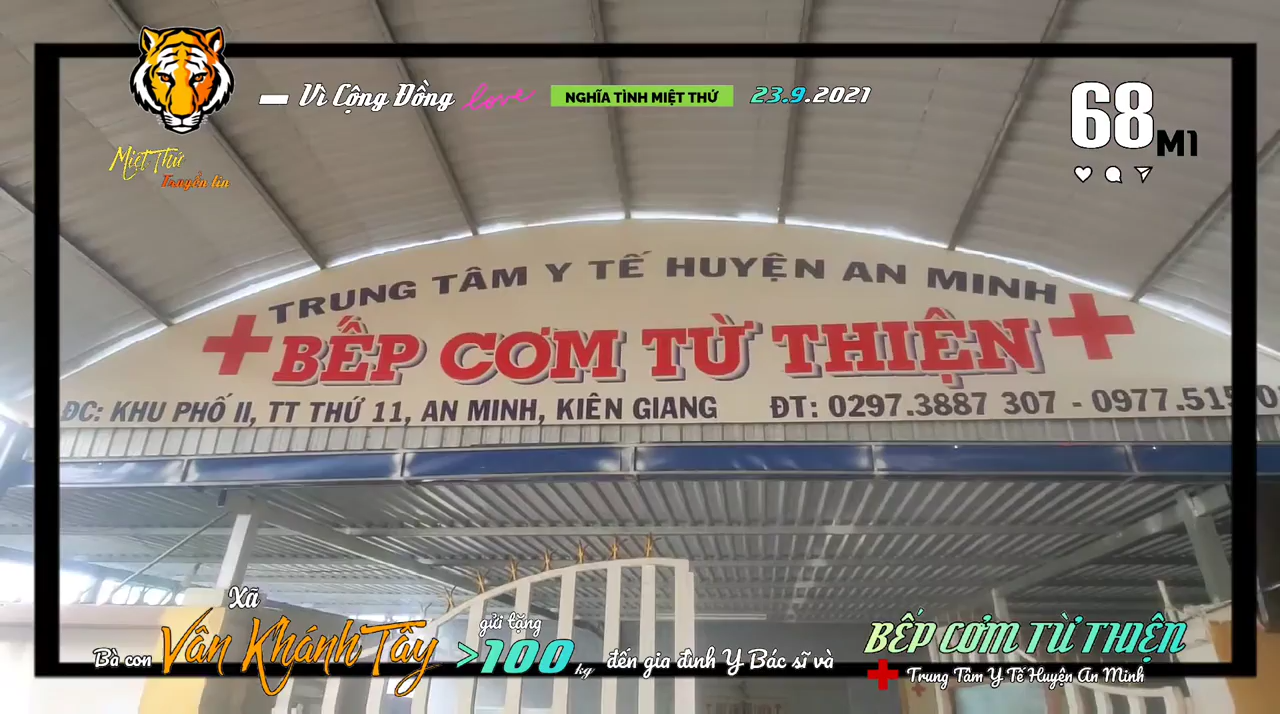 Vì Cộng Đồng love NGHĨA TÌNH MIỆT THỨ 23.9.2021
68M1
Miệt Thứ
Truyền tin
TRUNG TÂM Y TẾ HUYỆN AN MINH
BẾP CƠM TỪ THIỆN
ĐC: KHU PHỐ II, TT THỨ 11, AN MINH, KIÊN GIANG ĐT: 0297.3887 307 - 0977.515
Xã
Bà con Vân Khánh Tây gửi tặng >100 kg đến gia đình Y Bác sĩ và
BẾP CƠM TỪ THIỆN
Trung Tâm Y Tế Huyện An Minh